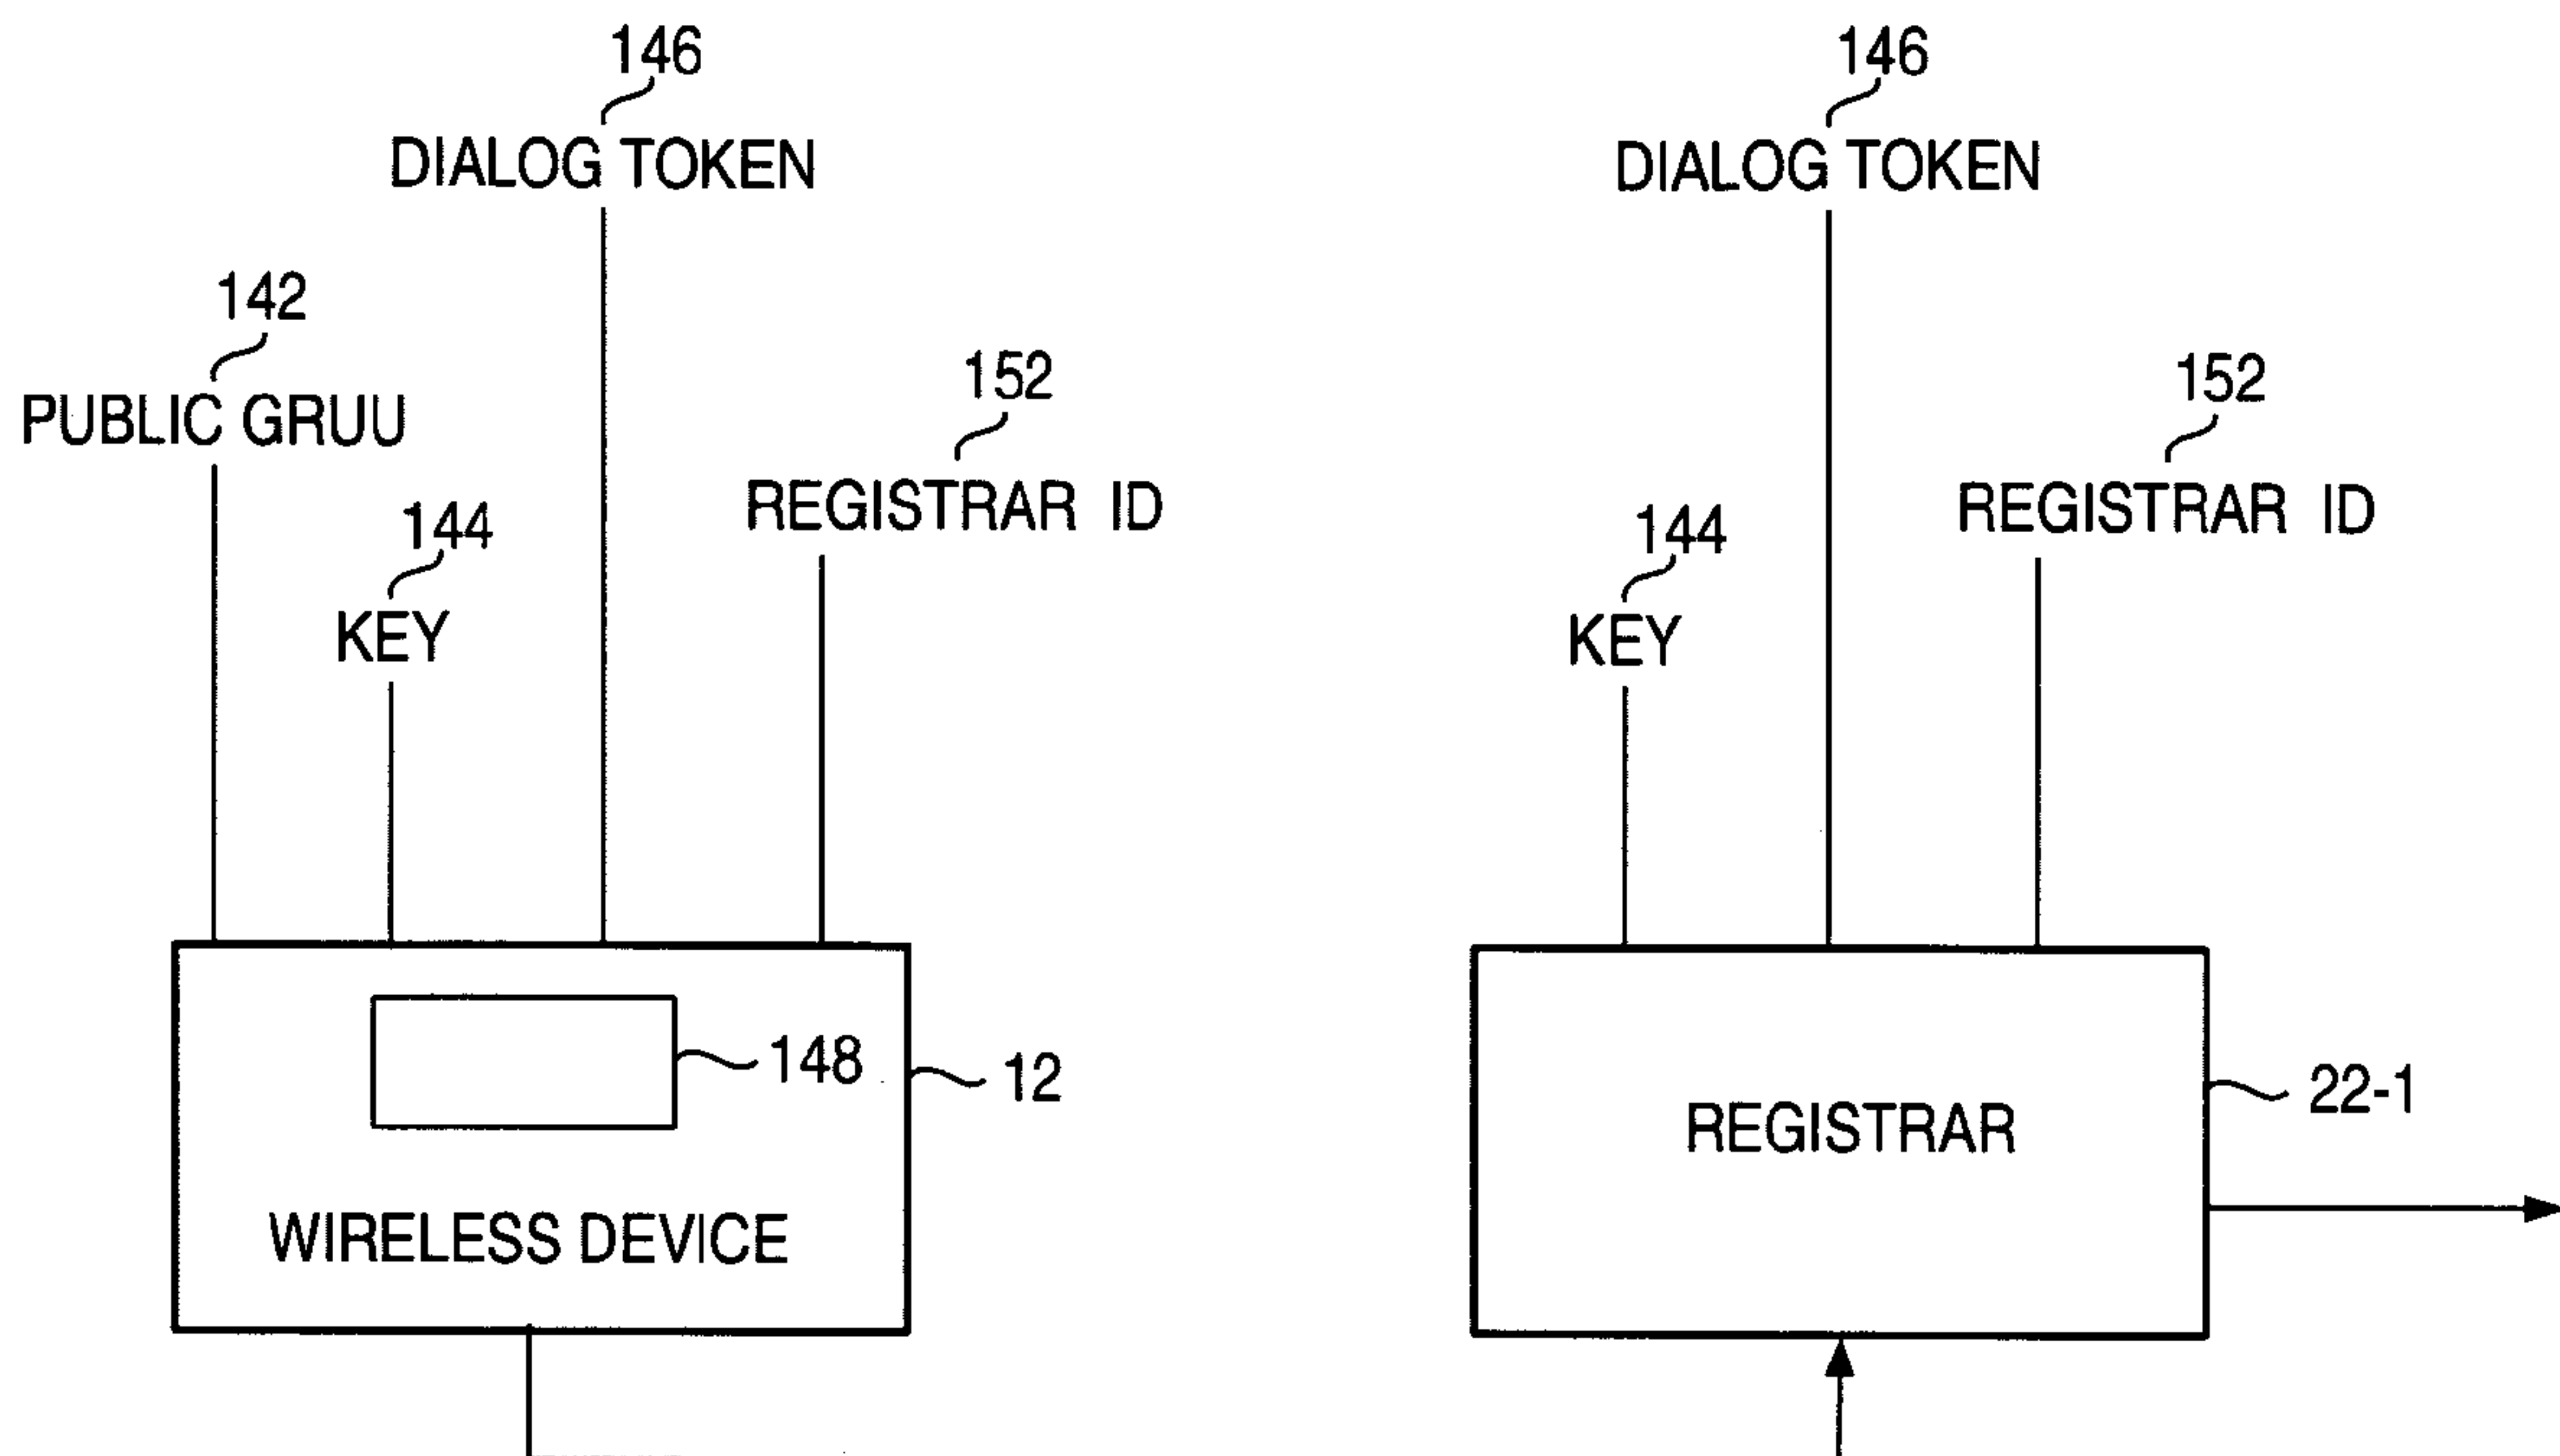 146
DIALOG TOKEN
142
PUBLIC GRUU
144
KEY
152
REGISTRAR ID
148
12
WIRELESS DEVICE
146
DIALOG TOKEN
152
REGISTRAR ID
144
KEY
22-1
REGISTRAR